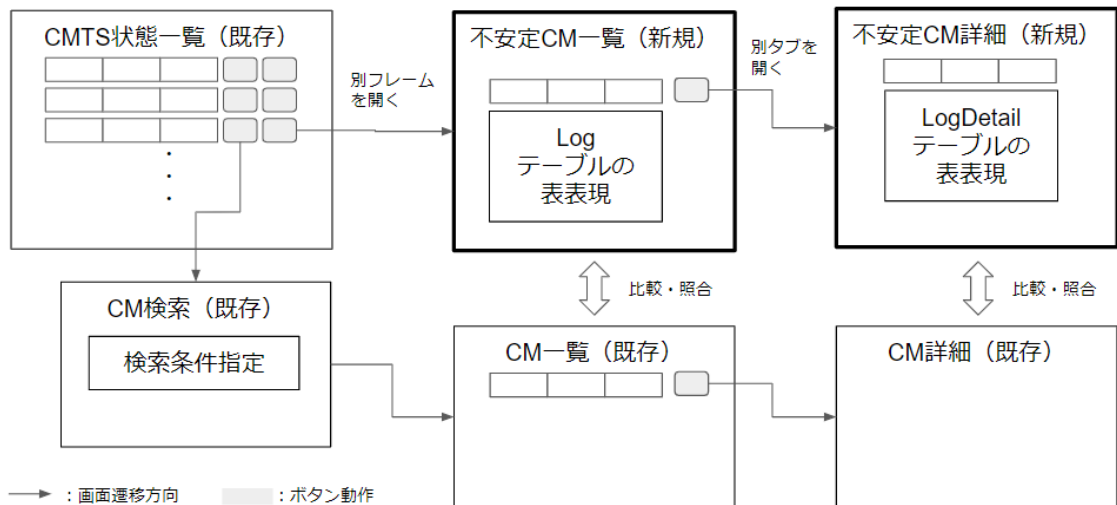 CMTS状態一覧（既存）
・
・
・
別フレーム
を開く
不安定CM一覧（新規）
Log
テーブルの
表表現
別タブを
開く
不安定CM詳細（新規）
LogDetail
テーブルの
表表現
比較・照合
比較・照合
CM検索（既存）
検索条件指定
CM一覧（既存）
CM詳細（既存）
：画面遷移方向
：ボタン動作